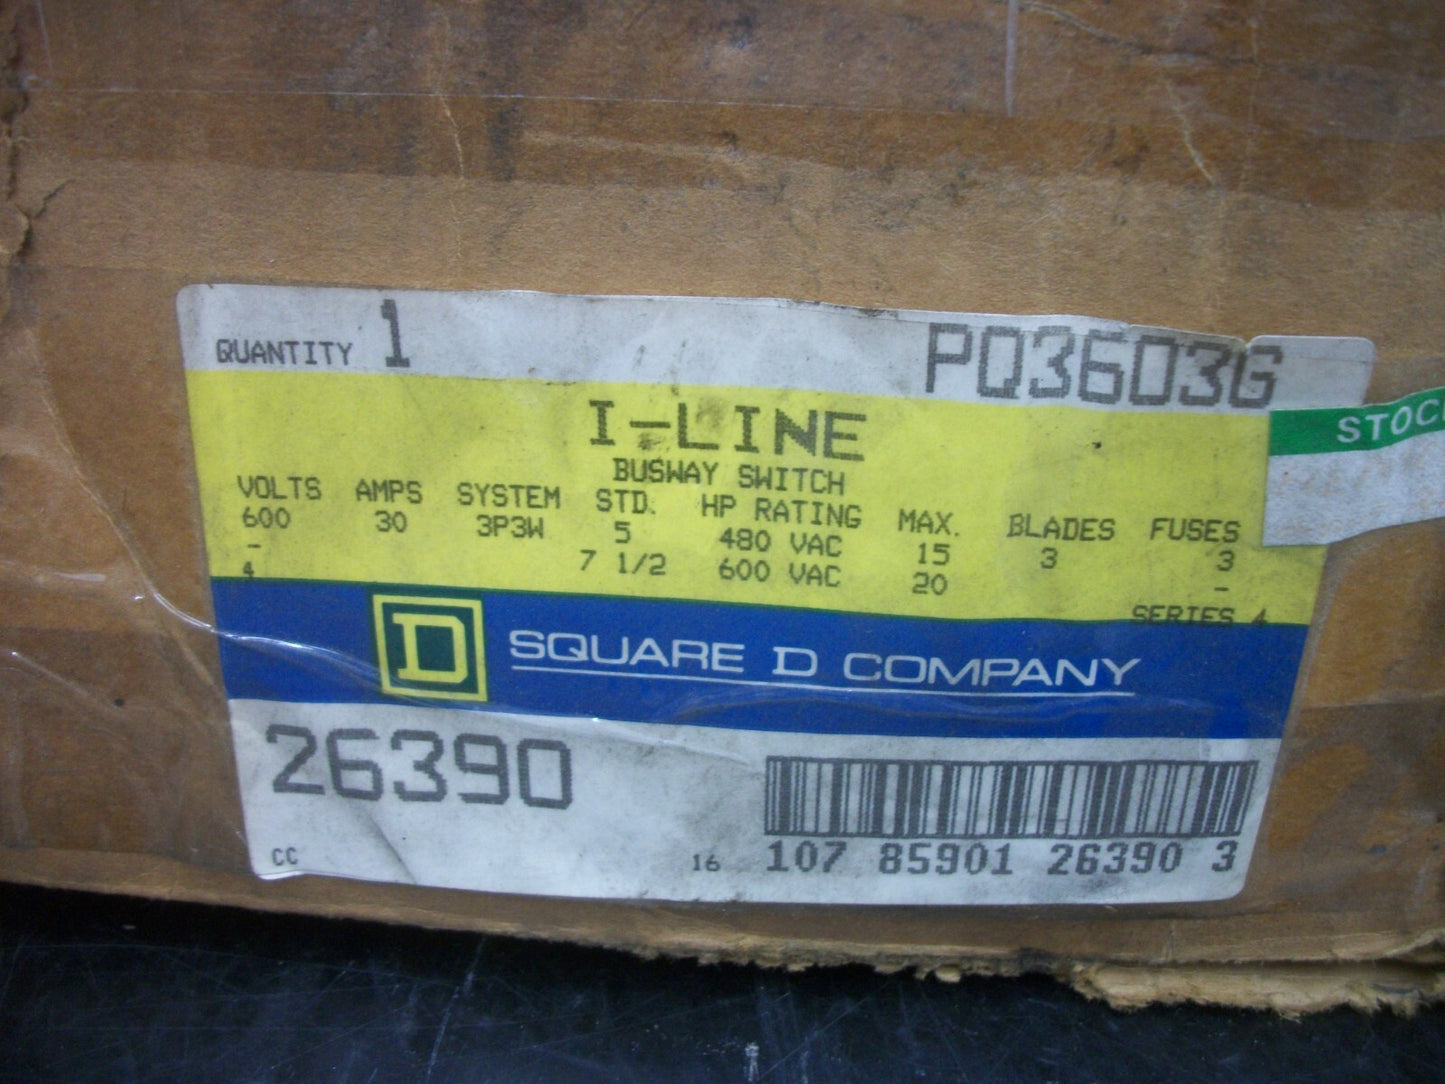 QUANTITY 1 PQ3603G
I-LINE
BUSWAY SWITCH
VOLTS AMPS SYSTEM STD. HP RATING MAX. BLADES FUSES
600 30 3P3W 5 480 VAC 15 3 3
- 7 1/2 600 VAC 20 -
4 SERIES 4
STOC
D SQUARE D COMPANY
26390
CC 16 107 85901 26390 3